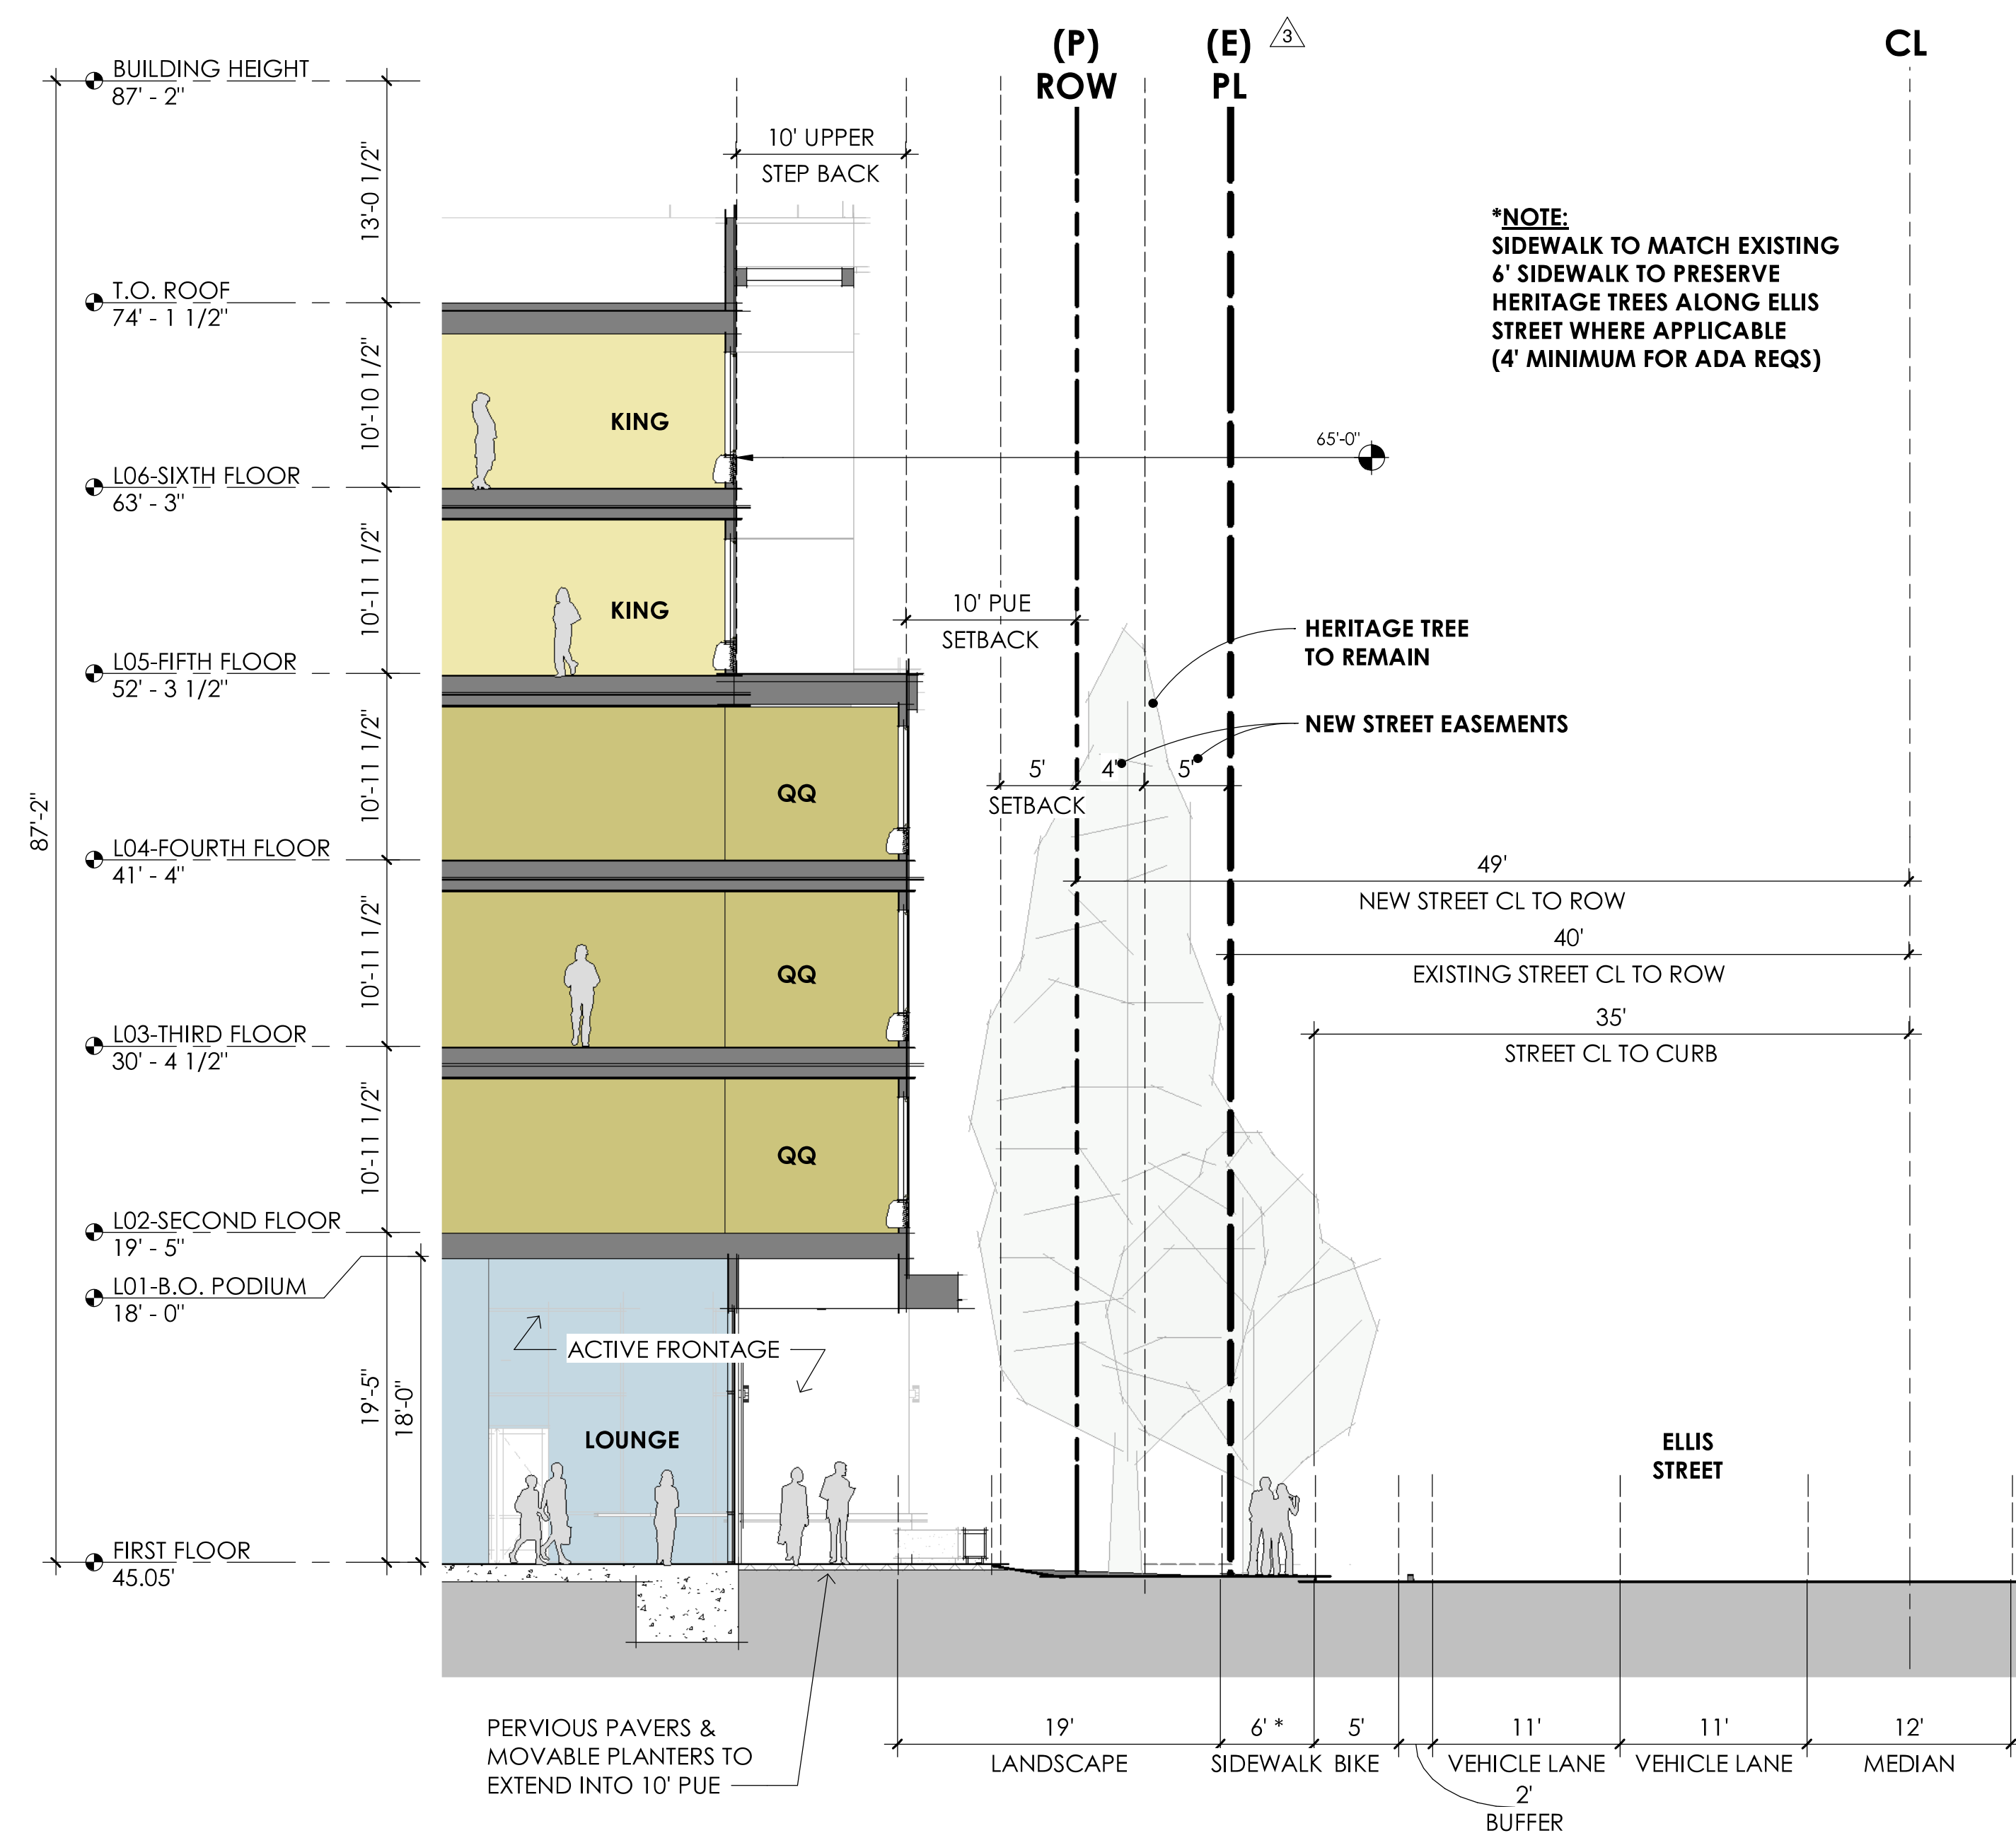 (P)
ROW
(E)
PL
3
CL
BUILDING HEIGHT
87' - 2"
10' UPPER
STEP BACK
13'-0 1/2"
*NOTE:
SIDEWALK TO MATCH EXISTING
6' SIDEWALK TO PRESERVE
HERITAGE TREES ALONG ELLIS
STREET WHERE APPLICABLE
(4' MINIMUM FOR ADA REQS)
T.O. ROOF
74' - 1 1/2"
10'-10 1/2"
KING
65'-0"
L06-SIXTH FLOOR
63' - 3"
10'-11 1/2"
KING
10' PUE
SETBACK
HERITAGE TREE
TO REMAIN
L05-FIFTH FLOOR
52' - 3 1/2"
NEW STREET EASEMENTS
10'-11 1/2"
QQ
5'
4'
5'
SETBACK
87'-2"
L04-FOURTH FLOOR
41' - 4"
49'
NEW STREET CL TO ROW
40'
EXISTING STREET CL TO ROW
10'-11 1/2"
QQ
35'
STREET CL TO CURB
L03-THIRD FLOOR
30' - 4 1/2"
10'-11 1/2"
QQ
L02-SECOND FLOOR
19' - 5"
L01-B.O. PODIUM
18' - 0"
ACTIVE FRONTAGE
19'-5"
18'-0"
LOUNGE
ELLIS
STREET
FIRST FLOOR
45.05'
PERVIOUS PAVERS &
MOVABLE PLANTERS TO
EXTEND INTO 10' PUE
19'
LANDSCAPE
6' *
SIDEWALK
5'
BIKE
2'
BUFFER
11'
VEHICLE LANE
11'
VEHICLE LANE
12'
MEDIAN